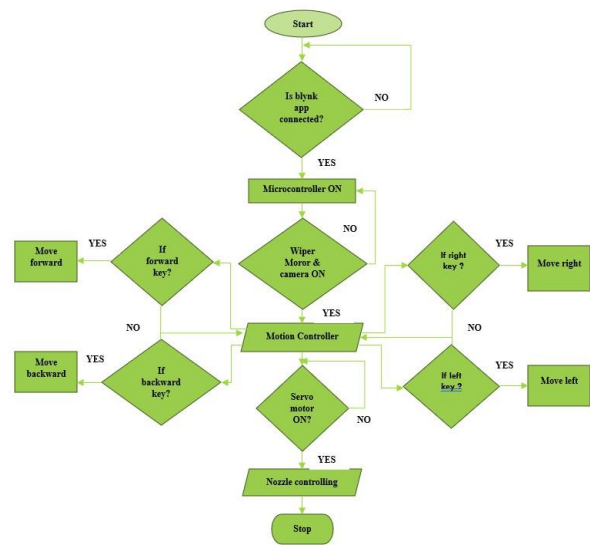 Start
Is blynk
app
connected?
NO
YES
Microcontroller ON
NO
Wiper
Moror &
camera ON
YES
If
forward
key?
YES
Move
forward
NO
If right
key ?
YES
Move right
NO
Motion Controller
If
backward
key?
YES
Move
backward
If left
key ?
YES
Move left
Servo
motor
ON?
NO
YES
Nozzle controlling
Stop